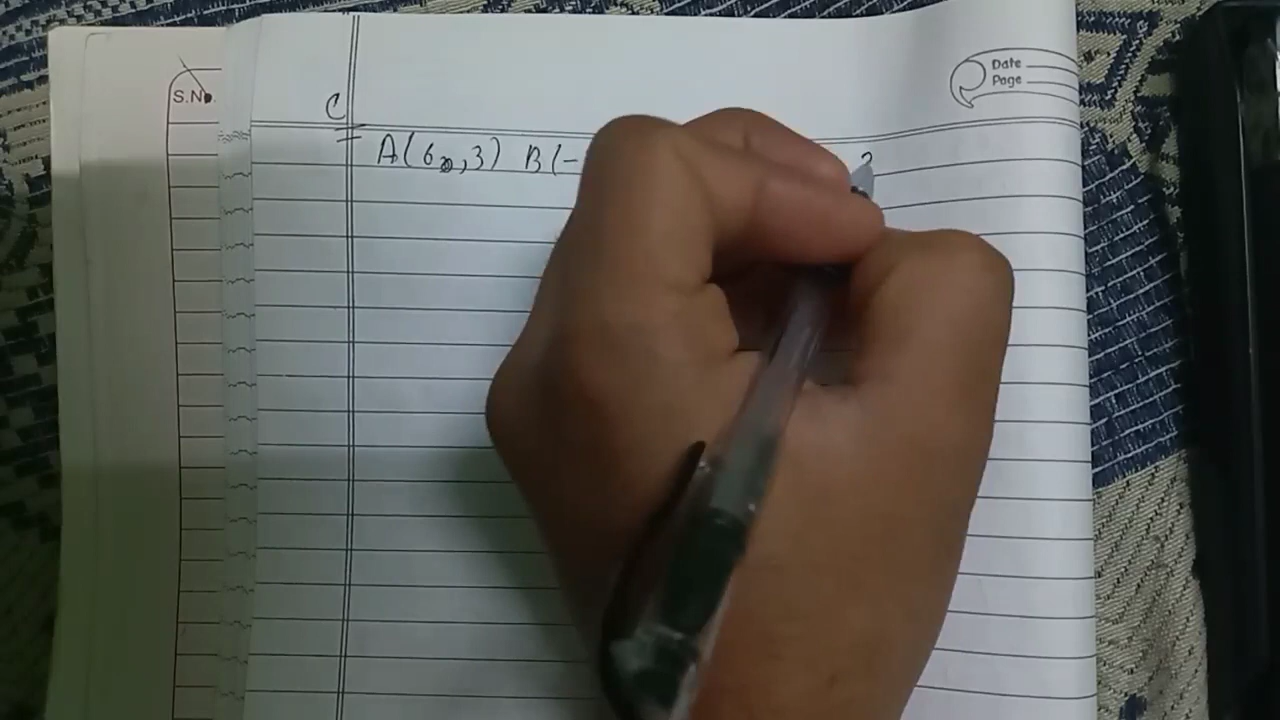 Date
Page
S.No.
C
A(6,3) B(-
?